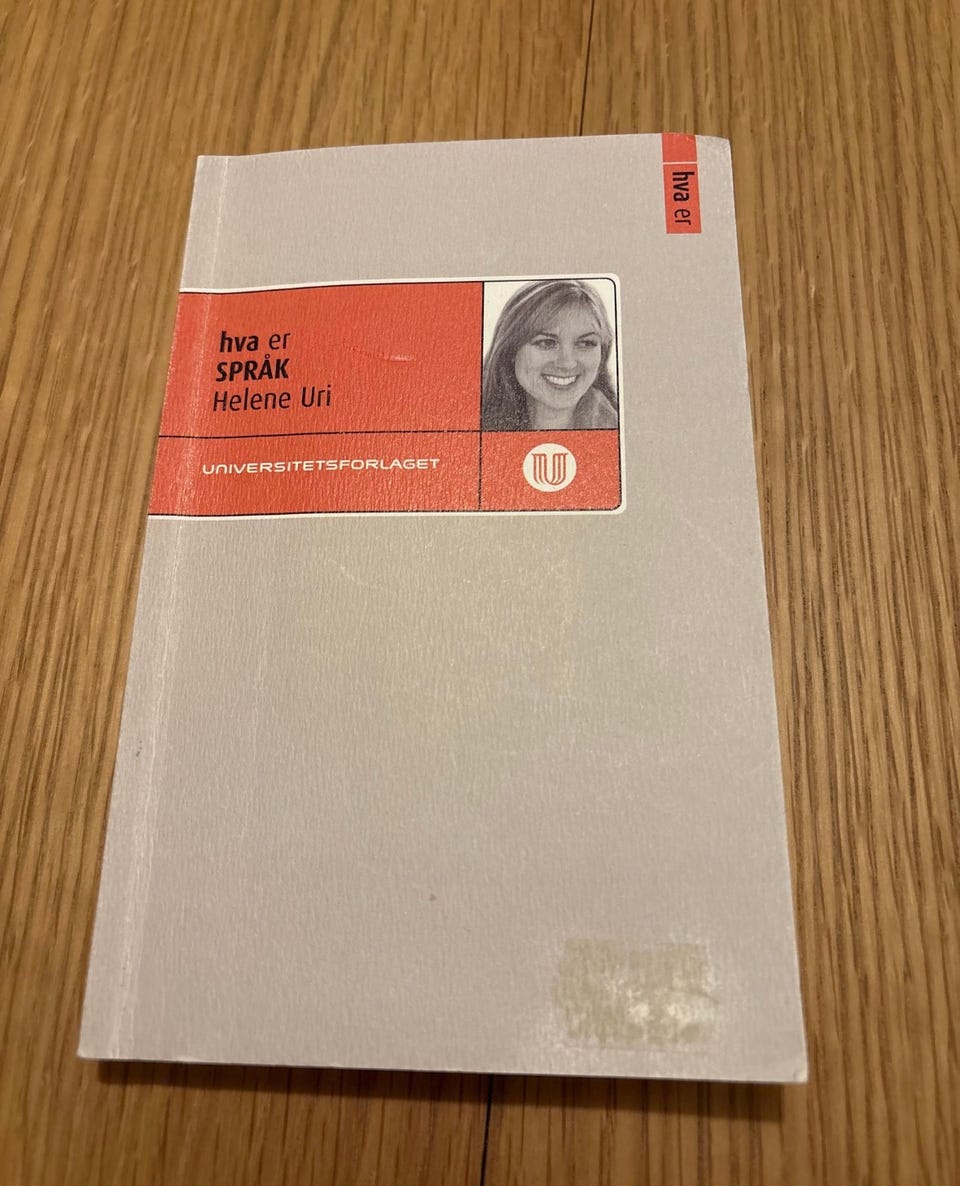 hva er
hva er
SPRÅK
Helene Uri
UNIVERSITETSFORLAGET
U